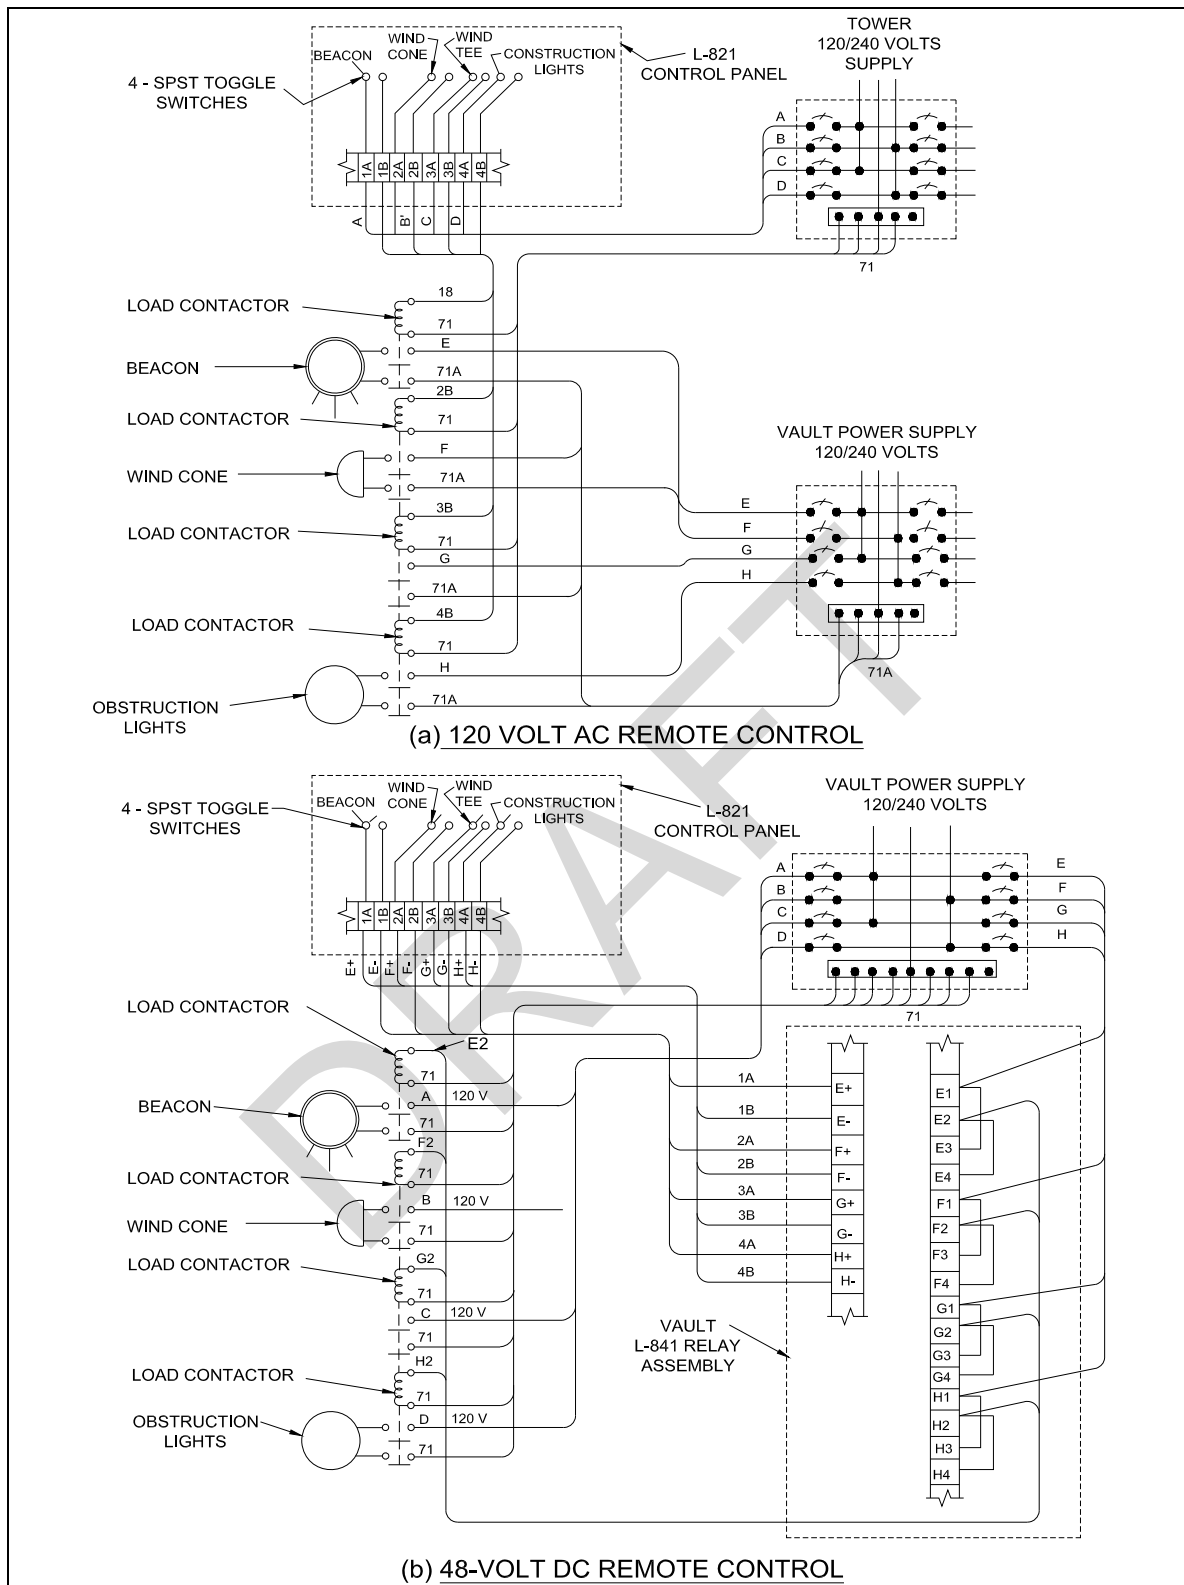 TOWER
120/240 VOLTS
SUPPLY
WIND
CONE
WIND
TEE
BEACON
CONSTRUCTION
LIGHTS
L-821
CONTROL PANEL
4 - SPST TOGGLE
SWITCHES
1A
1B
2A
2B
3A
3B
4A
4B
A
B'
C
D
A
B
C
D
71
LOAD CONTACTOR
18
71
BEACON
E
71A
LOAD CONTACTOR
2B
71
WIND CONE
F
71A
LOAD CONTACTOR
3B
71
G
71A
LOAD CONTACTOR
4B
71
OBSTRUCTION
LIGHTS
H
71A
VAULT POWER SUPPLY
120/240 VOLTS
E
F
G
H
71A
(a) 120 VOLT AC REMOTE CONTROL
DRAFT
4 - SPST TOGGLE
SWITCHES
BEACON
WIND
CONE
WIND
TEE
CONSTRUCTION
LIGHTS
L-821
CONTROL PANEL
1A
1B
2A
2B
3A
3B
4A
4B
E+
E-
F+
F-
G+
G-
H+
H-
VAULT POWER SUPPLY
120/240 VOLTS
A
B
C
D
E
F
G
H
71
LOAD CONTACTOR
E2
71
BEACON
A 120 V
71
LOAD CONTACTOR
F2
71
WIND CONE
B 120 V
71
LOAD CONTACTOR
G2
71
C 120 V
71
LOAD CONTACTOR
H2
71
OBSTRUCTION
LIGHTS
D 120 V
71
1A
1B
2A
2B
3A
3B
4A
4B
E+
E-
F+
F-
G+
G-
H+
H-
E1
E2
E3
E4
F1
F2
F3
F4
G1
G2
G3
G4
H1
H2
H3
H4
VAULT
L-841 RELAY
ASSEMBLY
(b) 48-VOLT DC REMOTE CONTROL